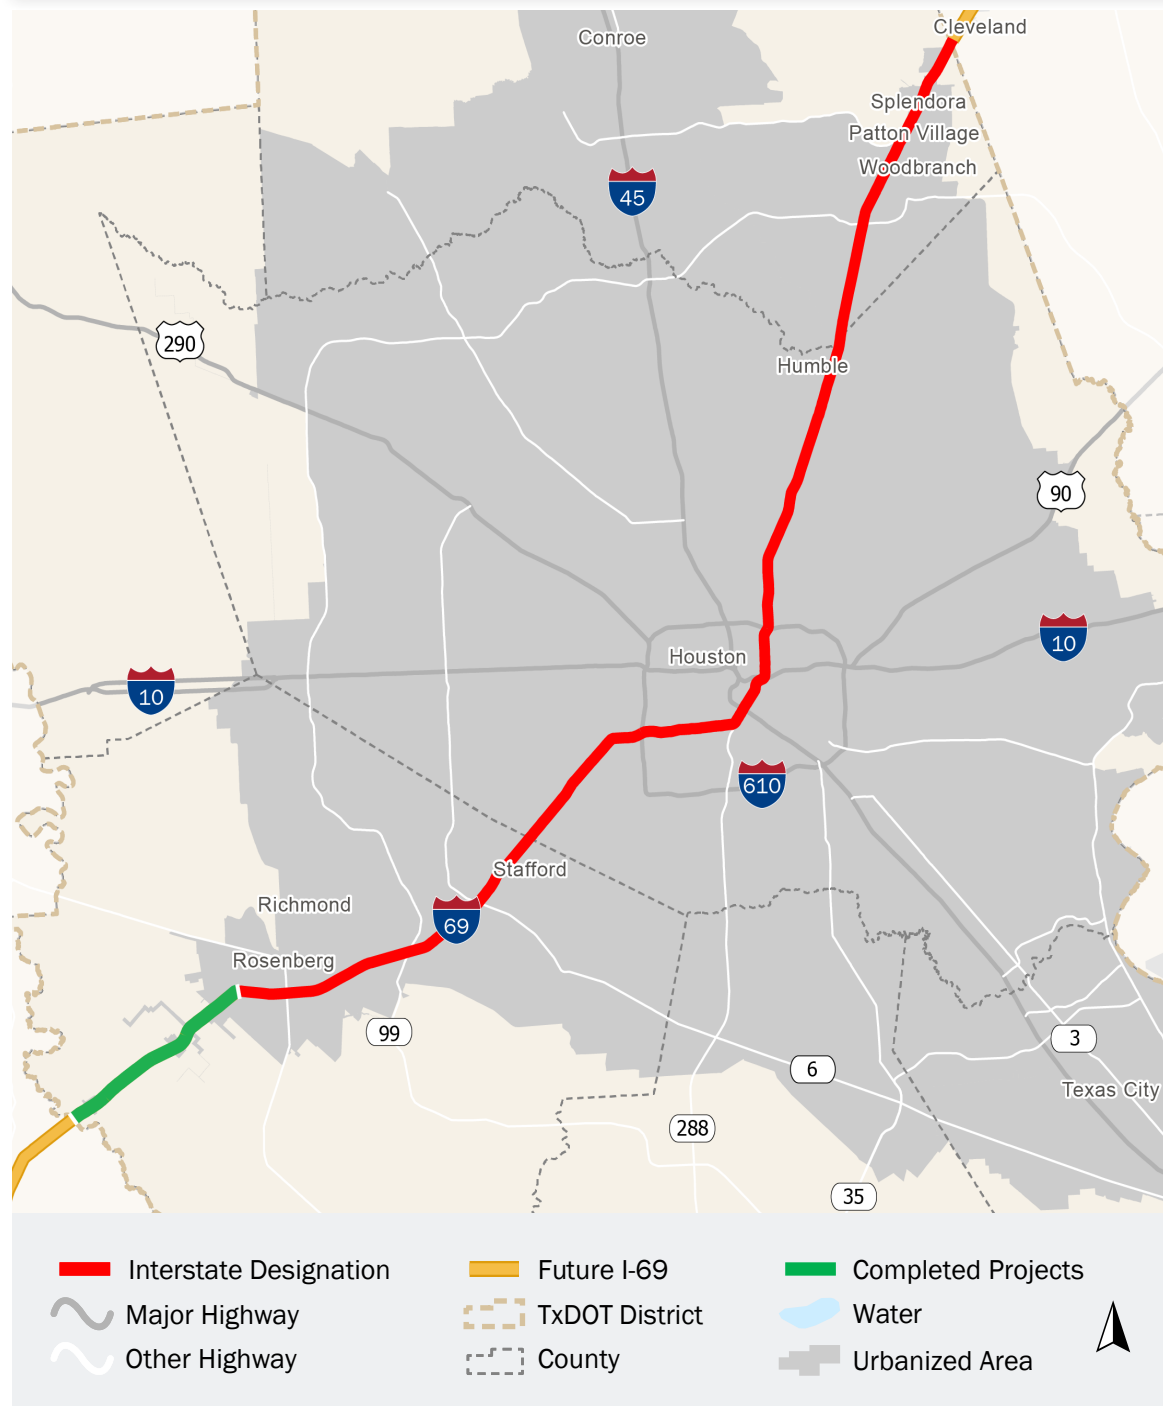 Cleveland
Conroe
Splendora
Patton Village
Woodbranch
45
290
Humble
90
10
Houston
10
610
Stafford
Richmond
69
Rosenberg
99
3
6
Texas City
288
35
Interstate Designation
Future I-69
Completed Projects
Major Highway
TxDOT District
Water
Other Highway
County
Urbanized Area